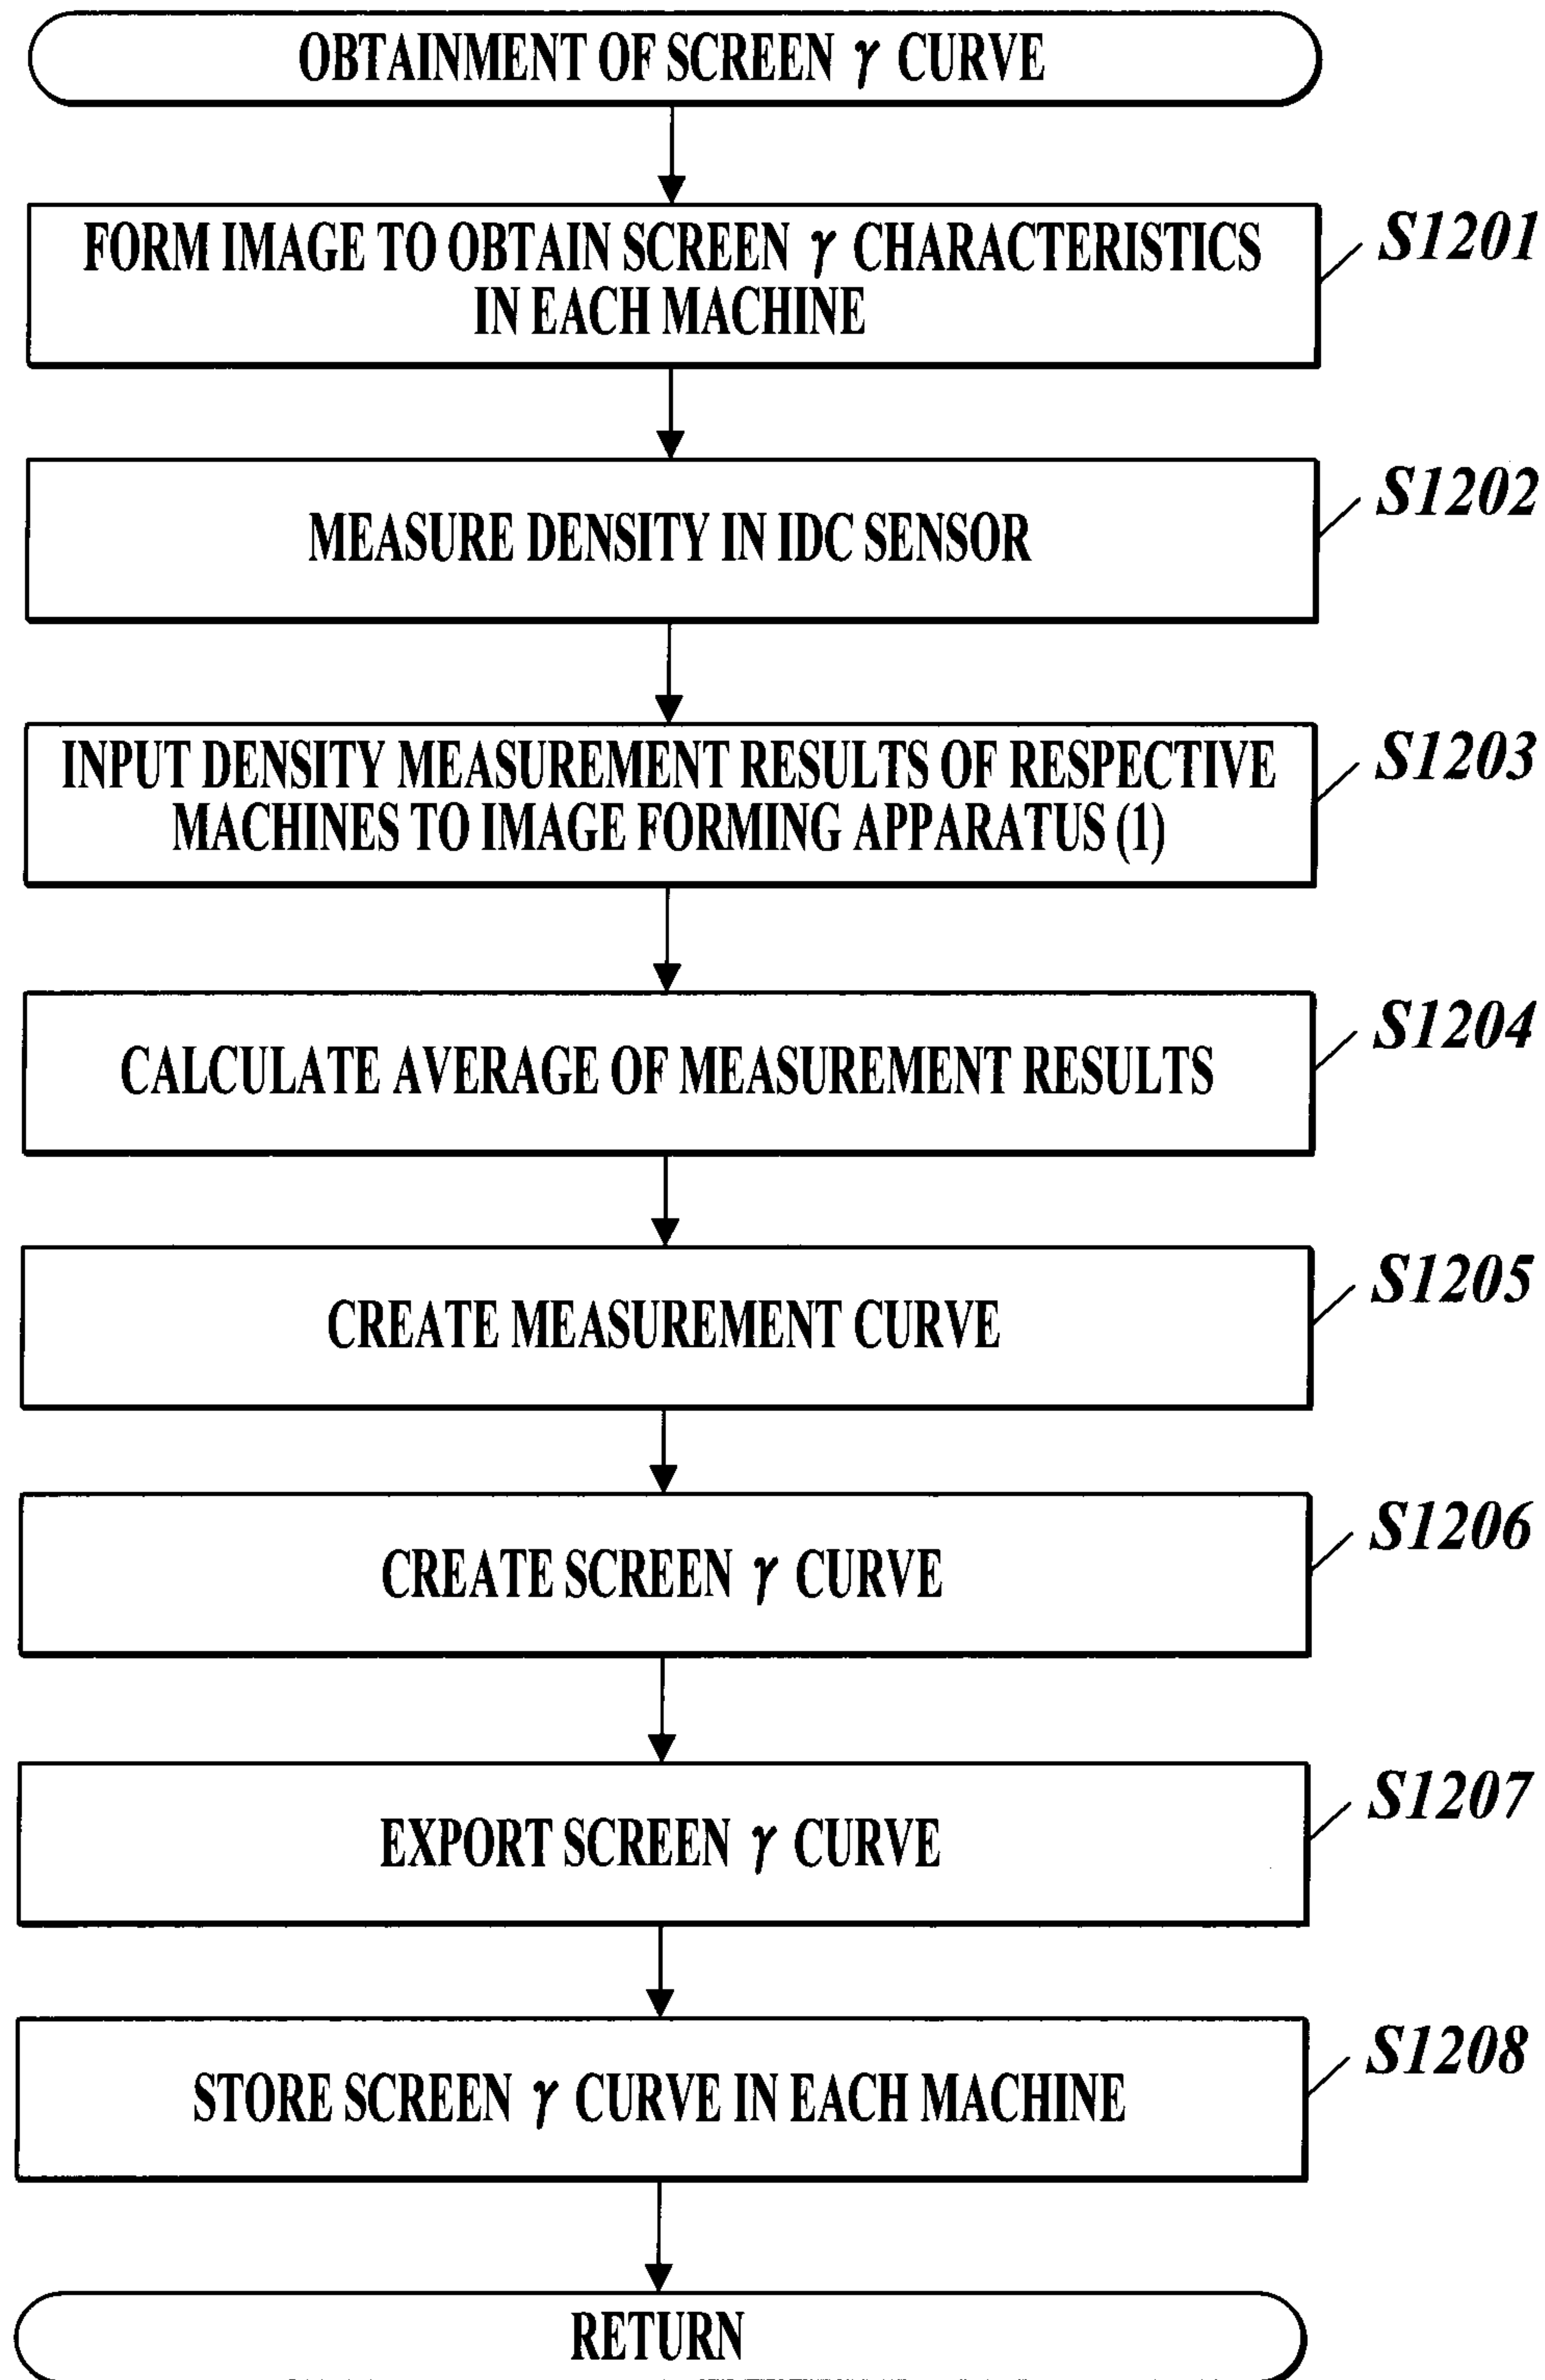 OBTAINMENT OF SCREEN γ CURVE
FORM IMAGE TO OBTAIN SCREEN γ CHARACTERISTICS
IN EACH MACHINE
S1201
MEASURE DENSITY IN IDC SENSOR
S1202
INPUT DENSITY MEASUREMENT RESULTS OF RESPECTIVE
MACHINES TO IMAGE FORMING APPARATUS (1)
S1203
CALCULATE AVERAGE OF MEASUREMENT RESULTS
S1204
CREATE MEASUREMENT CURVE
S1205
CREATE SCREEN γ CURVE
S1206
EXPORT SCREEN γ CURVE
S1207
STORE SCREEN γ CURVE IN EACH MACHINE
S1208
RETURN